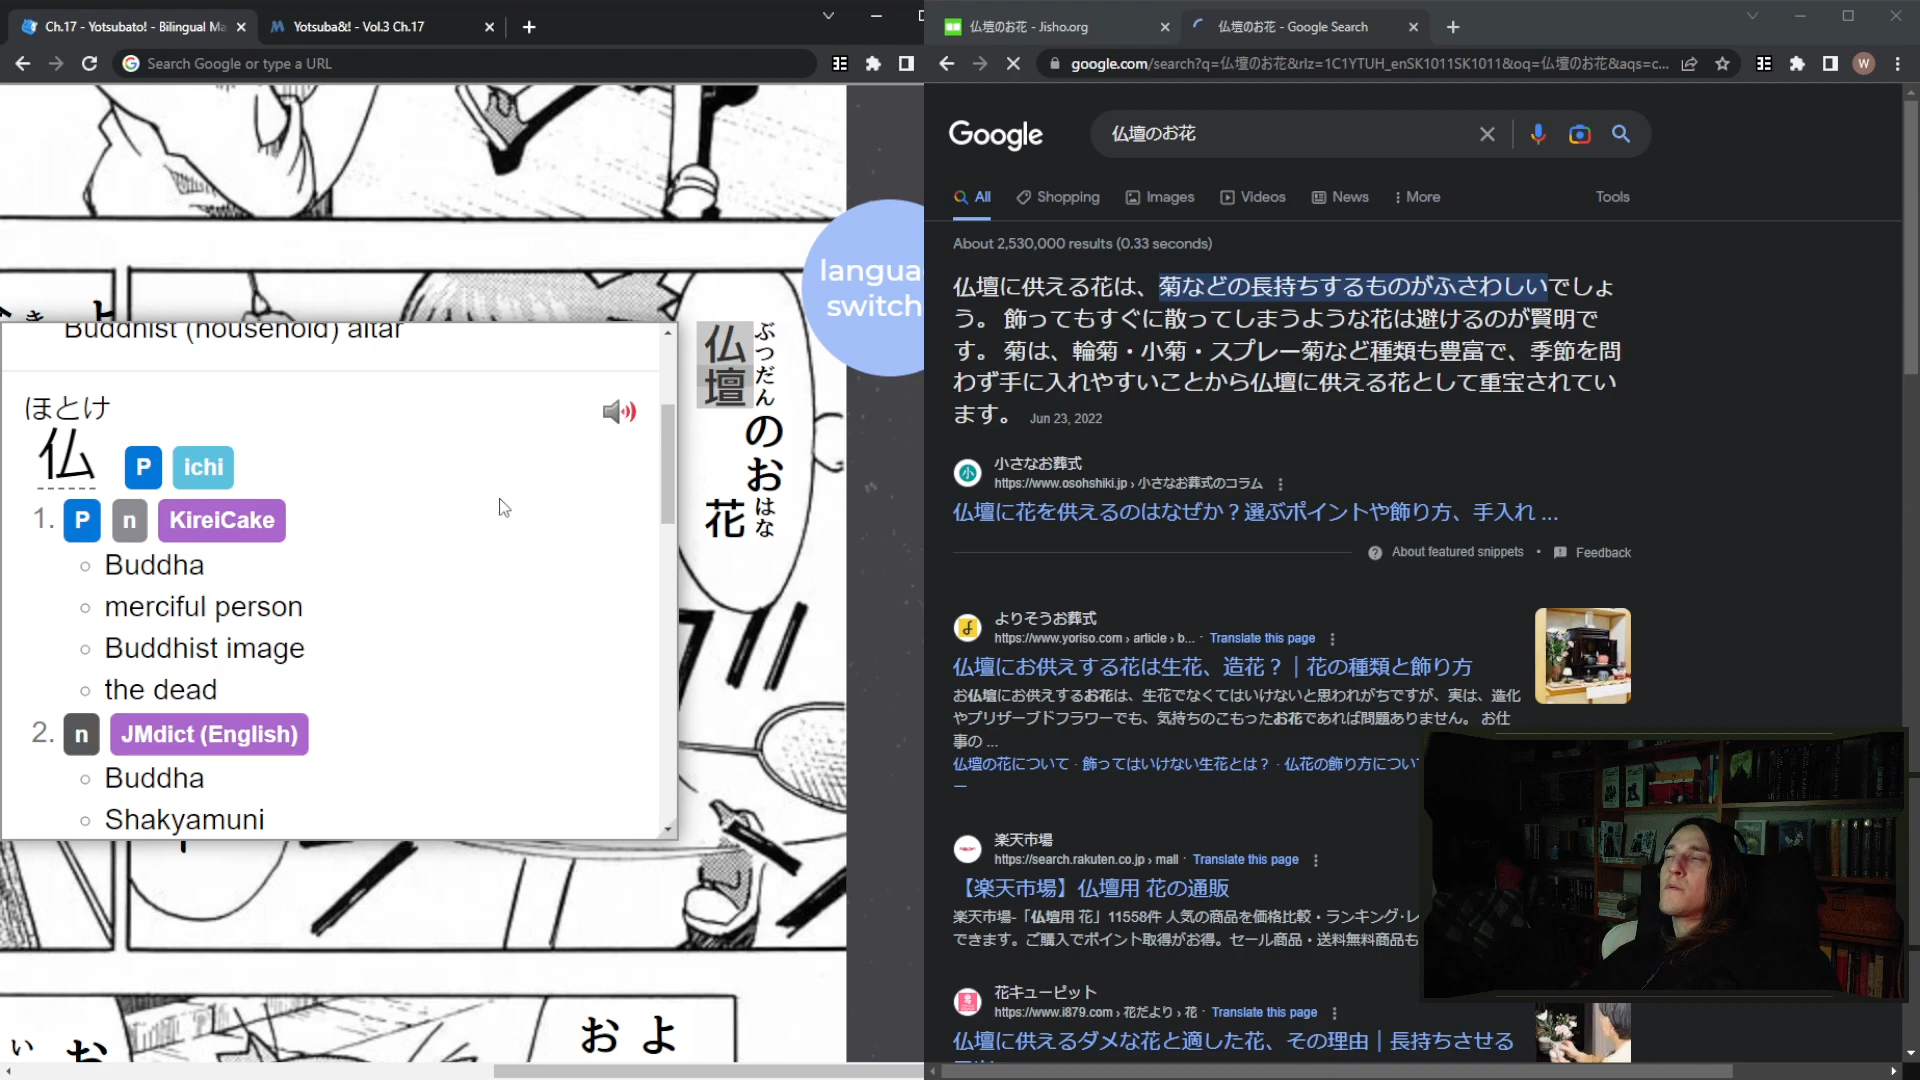 Ch.17 - Yotsubato! - Bilingual Ma
Yotsuba&! - Vol.3 Ch.17
Search Google or type a URL
langua
switch
Buddhist (household) altar
ほとけ
仏
P
ichi
1.
P
n
KireiCake
Buddha
merciful person
Buddhist image
the dead
2.
n
JMdict (English)
Buddha
Shakyamuni
ぶつだん
仏壇のお花
はな
およ
い
お
仏壇のお花 - Jisho.org
仏壇のお花 - Google Search
google.com/search?q=仏壇のお花&rlz=1C1YTUH_enSK1011SK1011&oq=仏壇のお花&aqs=c...
W
Google
仏壇のお花
All
Shopping
Images
Videos
News
More
Tools
About 2,530,000 results (0.33 seconds)
仏壇に供える花は、菊などの長持ちするものがふさわしいでしょ
う。 飾ってもすぐに散ってしまうような花は避けるのが賢明で
す。 菊は、輪菊・小菊・スプレー菊など種類も豊富で、季節を問
わず手に入れやすいことから仏壇に供える花として重宝されてい
ます。 Jun 23, 2022
小さなお葬式
https://www.osohshiki.jp › 小さなお葬式のコラム
仏壇に花を供えるのはなぜか？選ぶポイントや飾り方、手入れ ...
About featured snippets • Feedback
よりそうお葬式
https://www.yoriso.com › article › b... · Translate this page
仏壇にお供えする花は生花、造花？｜花の種類と飾り方
お仏壇にお供えするお花は、生花でなくてはいけないと思われがちですが、実は、造化
やプリザーブドフラワーでも、気持ちのこもったお花であれば問題ありません。 お仕
事の ...
仏壇の花について · 飾ってはいけない生花とは？ · 仏花の飾り方につい
楽天市場
https://search.rakuten.co.jp › mall · Translate this page
【楽天市場】仏壇用 花の通販
楽天市場-「仏壇用 花」11558件 人気の商品を価格比較・ランキング･レ
できます。ご購入でポイント取得がお得。セール商品・送料無料商品も
花キューピット
https://www.i879.com › 花だより › 花 · Translate this page
仏壇に供えるダメな花と適した花、その理由｜長持ちさせる